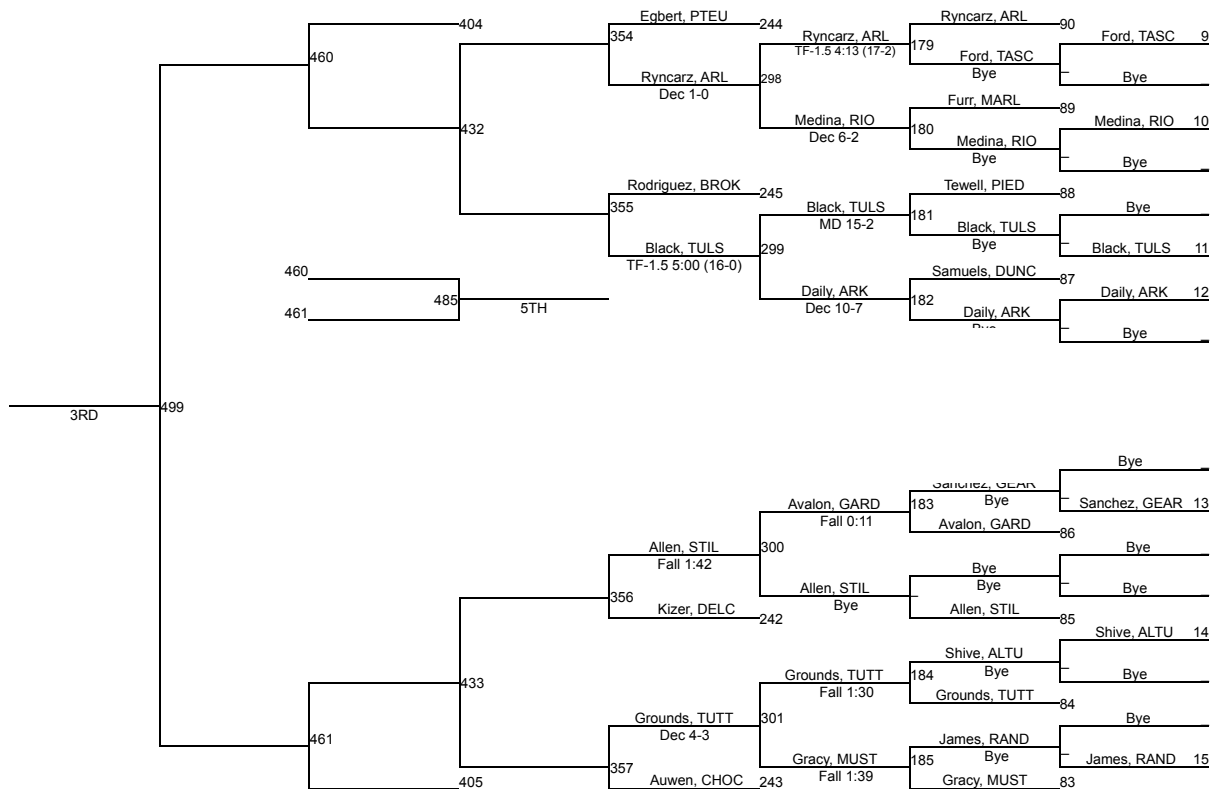 Egbert, PTEU
Ryncarz, ARL
404
244
90
354
Ryncarz, ARL
179
Ford, TASC 9
TF-1.5 4:13 (17-2)
460
Ford, TASC
Bye
Ryncarz, ARL
298
Bye
Dec 1-0
Furr, MARL
89
432
Medina, RIO
180
Medina, RIO 10
Dec 6-2
Medina, RIO
Bye
Bye
Rodriguez, BROK
245
Tewell, PIED
88
355
Black, TULS
181
Bye
MD 15-2
Black, TULS
Bye
Black, TULS
299
Black, TULS 11
TF-1.5 5:00 (16-0)
460
Samuels, DUNC
87
485
Daily, ARK
182
Daily, ARK 12
5TH
Dec 10-7
461
Daily, ARK
Bye
3RD
499
Bye
Sanchez, GEAR
Bye
Avalon, GARD
183
Sanchez, GEAR 13
Fall 0:11
Avalon, GARD
86
Allen, STIL
300
Bye
Fall 1:42
Bye
Bye
Allen, STIL
Bye
356
Bye
Kizer, DELC
242
Allen, STIL
85
Shive, ALTU 14
Shive, ALTU
Bye
Grounds, TUTT
184
Bye
433
Fall 1:30
Grounds, TUTT
84
Grounds, TUTT
301
Bye
Dec 4-3
461
James, RAND
Bye
357
Gracy, MUST
185
James, RAND 15
Fall 1:39
405
Auwen, CHOC
243
Gracy, MUST
83